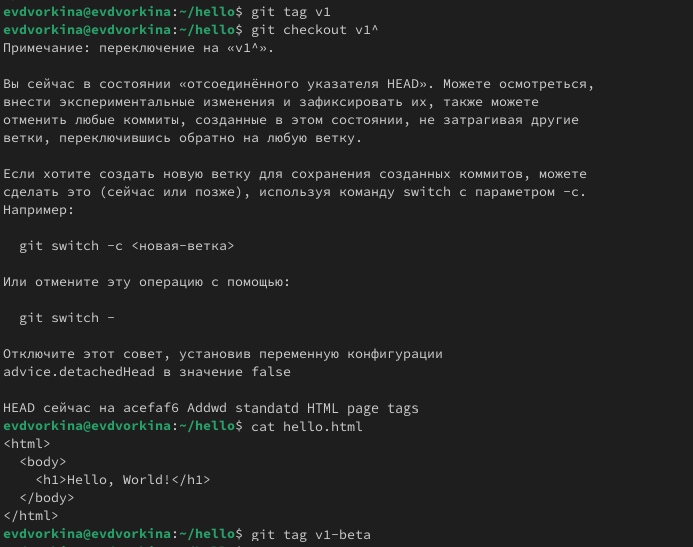 evdvorkina@evdvorkina:~/hello$ git tag v1
evdvorkina@evdvorkina:~/hello$ git checkout v1^
Примечание: переключение на «v1^».
Вы сейчас в состоянии «отсоединённого указателя HEAD». Можете осмотреться,
внести экспериментальные изменения и зафиксировать их, также можете
отменить любые коммиты, созданные в этом состоянии, не затрагивая другие
ветки, переключившись обратно на любую ветку.
Если хотите создать новую ветку для сохранения созданных коммитов, можете
сделать это (сейчас или позже), используя команду switch с параметром -c.
Например:
  git switch -c <новая-ветка>
Или отмените эту операцию с помощью:
  git switch -
Отключите этот совет, установив переменную конфигурации
advice.detachedHead в значение false
HEAD сейчас на acefaf6 Addwd standatd HTML page tags
evdvorkina@evdvorkina:~/hello$ cat hello.html
<html>
  <body>
    <h1>Hello, World!</h1>
  </body>
</html>
evdvorkina@evdvorkina:~/hello$ git tag v1-beta